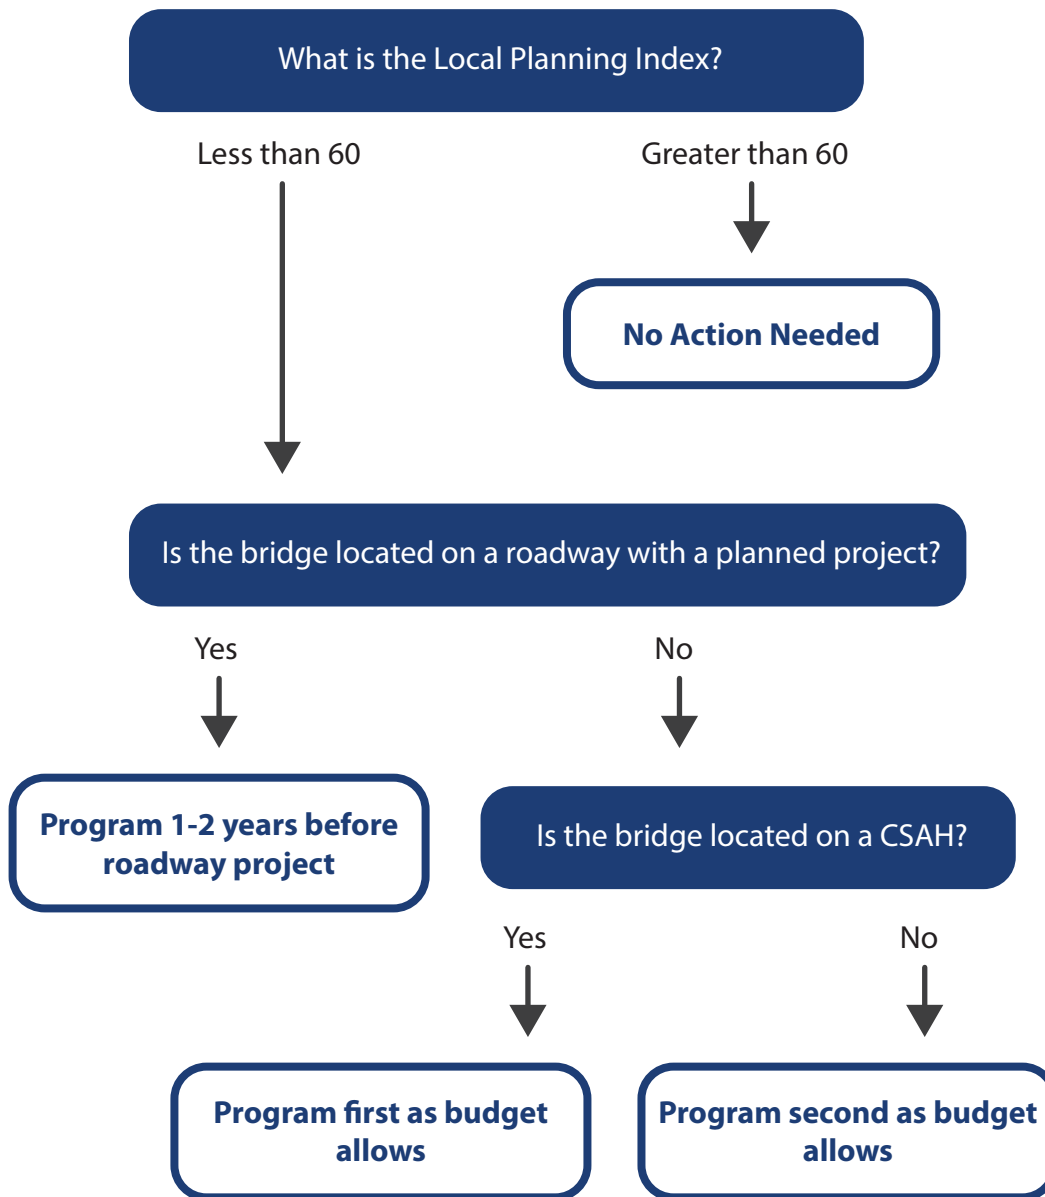 What is the Local Planning Index?
Less than 60
Greater than 60
No Action Needed
Is the bridge located on a roadway with a planned project?
Yes
No
Program 1-2 years before
roadway project
Is the bridge located on a CSAH?
Yes
No
Program first as budget
allows
Program second as budget
allows